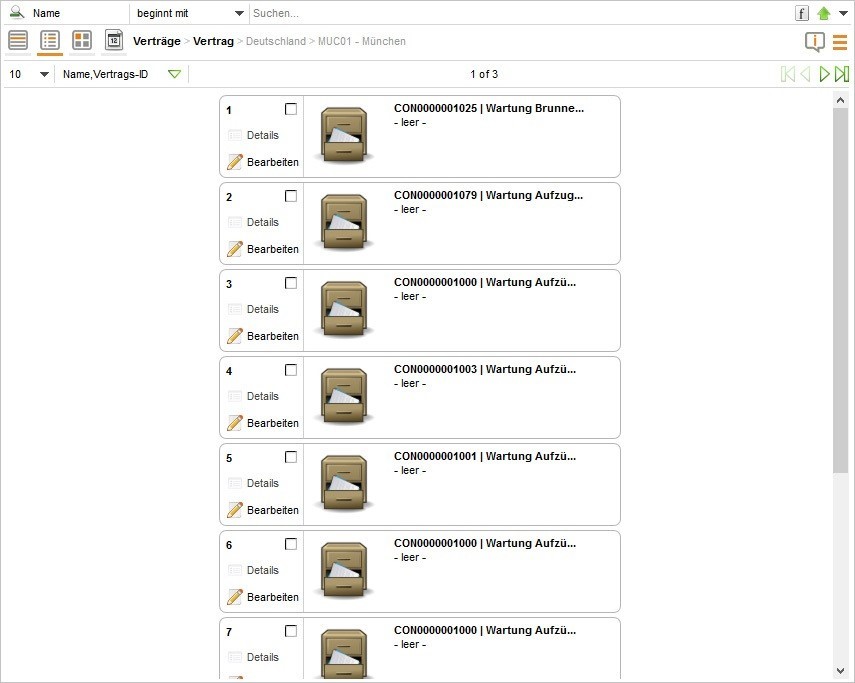 Name beginnt mit Suchen... f
12 Verträge > Vertrag > Deutschland > MUC01 - München i
10 Name,Vertrags-ID 1 of 3
1 CON0000001025 | Wartung Brunne...
- leer -
Details
Bearbeiten
2 CON0000001079 | Wartung Aufzug...
- leer -
Details
Bearbeiten
3 CON0000001000 | Wartung Aufzü...
- leer -
Details
Bearbeiten
4 CON0000001003 | Wartung Aufzü...
- leer -
Details
Bearbeiten
5 CON0000001001 | Wartung Aufzü...
- leer -
Details
Bearbeiten
6 CON0000001000 | Wartung Aufzü...
- leer -
Details
Bearbeiten
7 CON0000001000 | Wartung Aufzü...
- leer -
Details